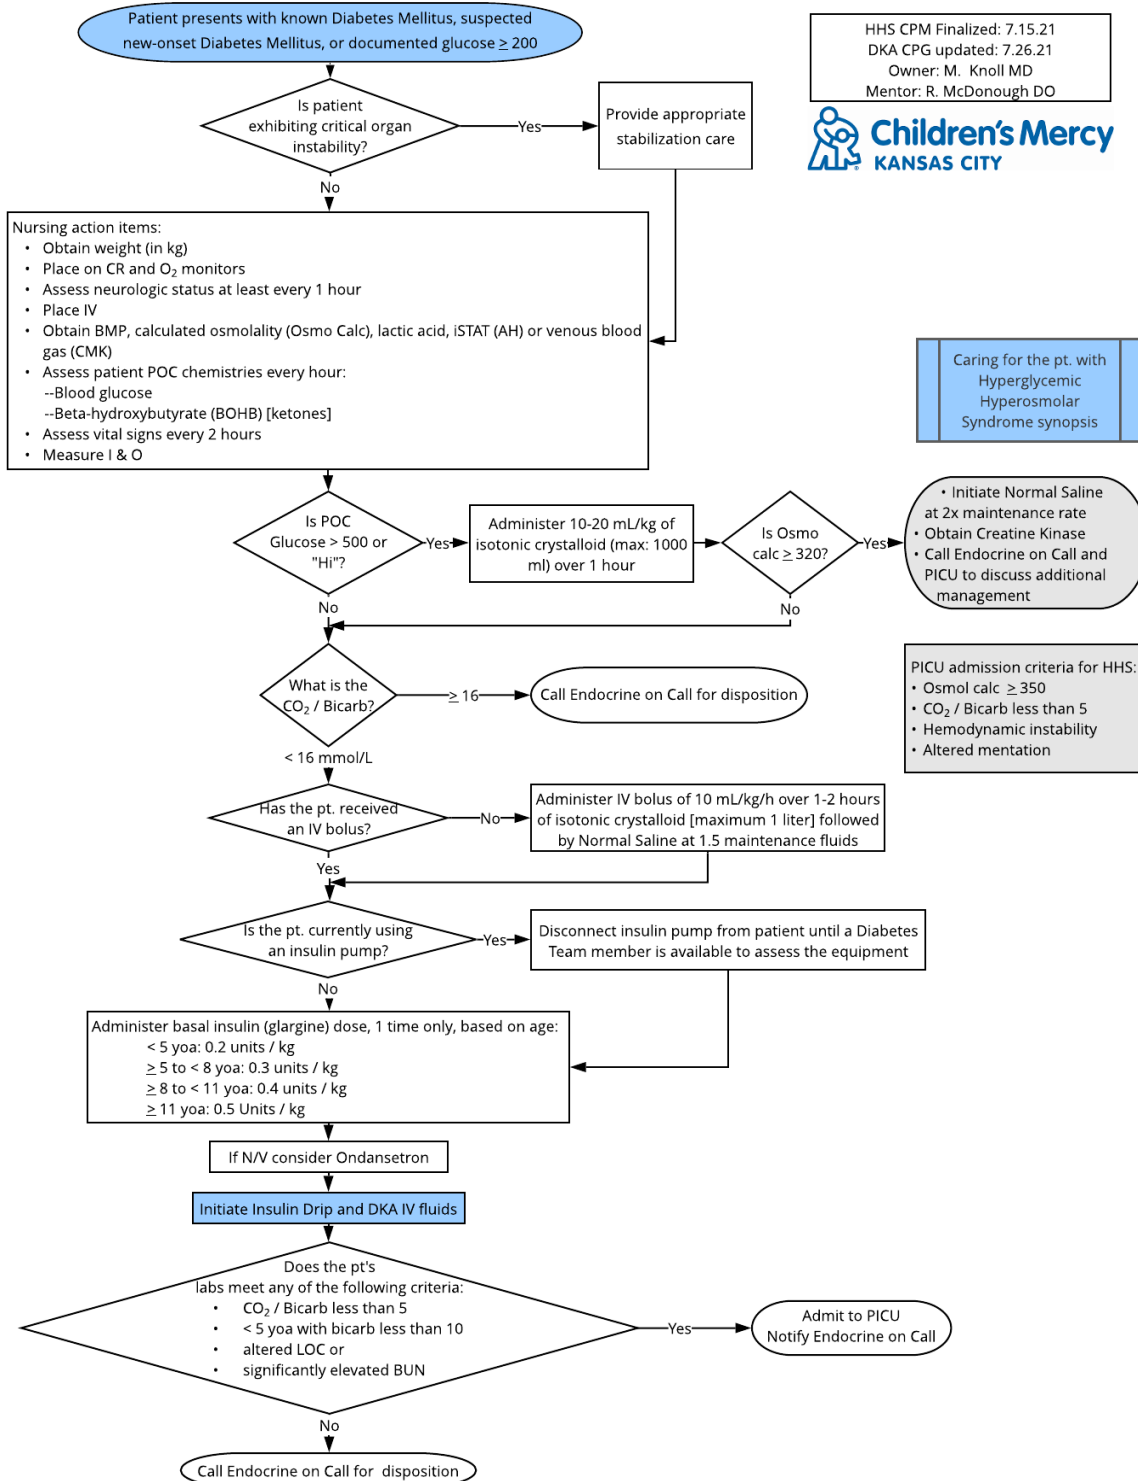 Patient presents with known Diabetes Mellitus, suspected
new-onset Diabetes Mellitus, or documented glucose ≥ 200
HHS CPM Finalized: 7.15.21
DKA CPG updated: 7.26.21
Owner: M. Knoll MD
Mentor: R. McDonough DO
Children's Mercy
KANSAS CITY
Is patient
exhibiting critical organ
instability?
Yes
Provide appropriate
stabilization care
No
Nursing action items:
• Obtain weight (in kg)
• Place on CR and O₂ monitors
• Assess neurologic status at least every 1 hour
• Place IV
• Obtain BMP, calculated osmolality (Osmo Calc), lactic acid, iSTAT (AH) or venous blood
gas (CMK)
• Assess patient POC chemistries every hour:
--Blood glucose
--Beta-hydroxybutyrate (BOHB) [ketones]
• Assess vital signs every 2 hours
• Measure I & O
Caring for the pt. with
Hyperglycemic
Hyperosmolar
Syndrome synopsis
Is POC
Glucose > 500 or
"Hi"?
Yes
Administer 10-20 mL/kg of
isotonic crystalloid (max: 1000
ml) over 1 hour
Is Osmo
calc ≥ 320?
Yes
• Initiate Normal Saline
at 2x maintenance rate
• Obtain Creatine Kinase
• Call Endocrine on Call and
PICU to discuss additional
management
No
No
What is the
CO₂ / Bicarb?
≥ 16
Call Endocrine on Call for disposition
PICU admission criteria for HHS:
• Osmol calc ≥ 350
• CO₂ / Bicarb less than 5
• Hemodynamic instability
• Altered mentation
< 16 mmol/L
Has the pt. received
an IV bolus?
No
Administer IV bolus of 10 mL/kg/h over 1-2 hours
of isotonic crystalloid [maximum 1 liter] followed
by Normal Saline at 1.5 maintenance fluids
Yes
Is the pt. currently using
an insulin pump?
Yes
Disconnect insulin pump from patient until a Diabetes
Team member is available to assess the equipment
No
Administer basal insulin (glargine) dose, 1 time only, based on age:
< 5 yoa: 0.2 units / kg
≥ 5 to < 8 yoa: 0.3 units / kg
≥ 8 to < 11 yoa: 0.4 units / kg
≥ 11 yoa: 0.5 Units / kg
If N/V consider Ondansetron
Initiate Insulin Drip and DKA IV fluids
Does the pt's
labs meet any of the following criteria:
• CO₂ / Bicarb less than 5
• < 5 yoa with bicarb less than 10
• altered LOC or
• significantly elevated BUN
Yes
Admit to PICU
Notify Endocrine on Call
No
Call Endocrine on Call for disposition